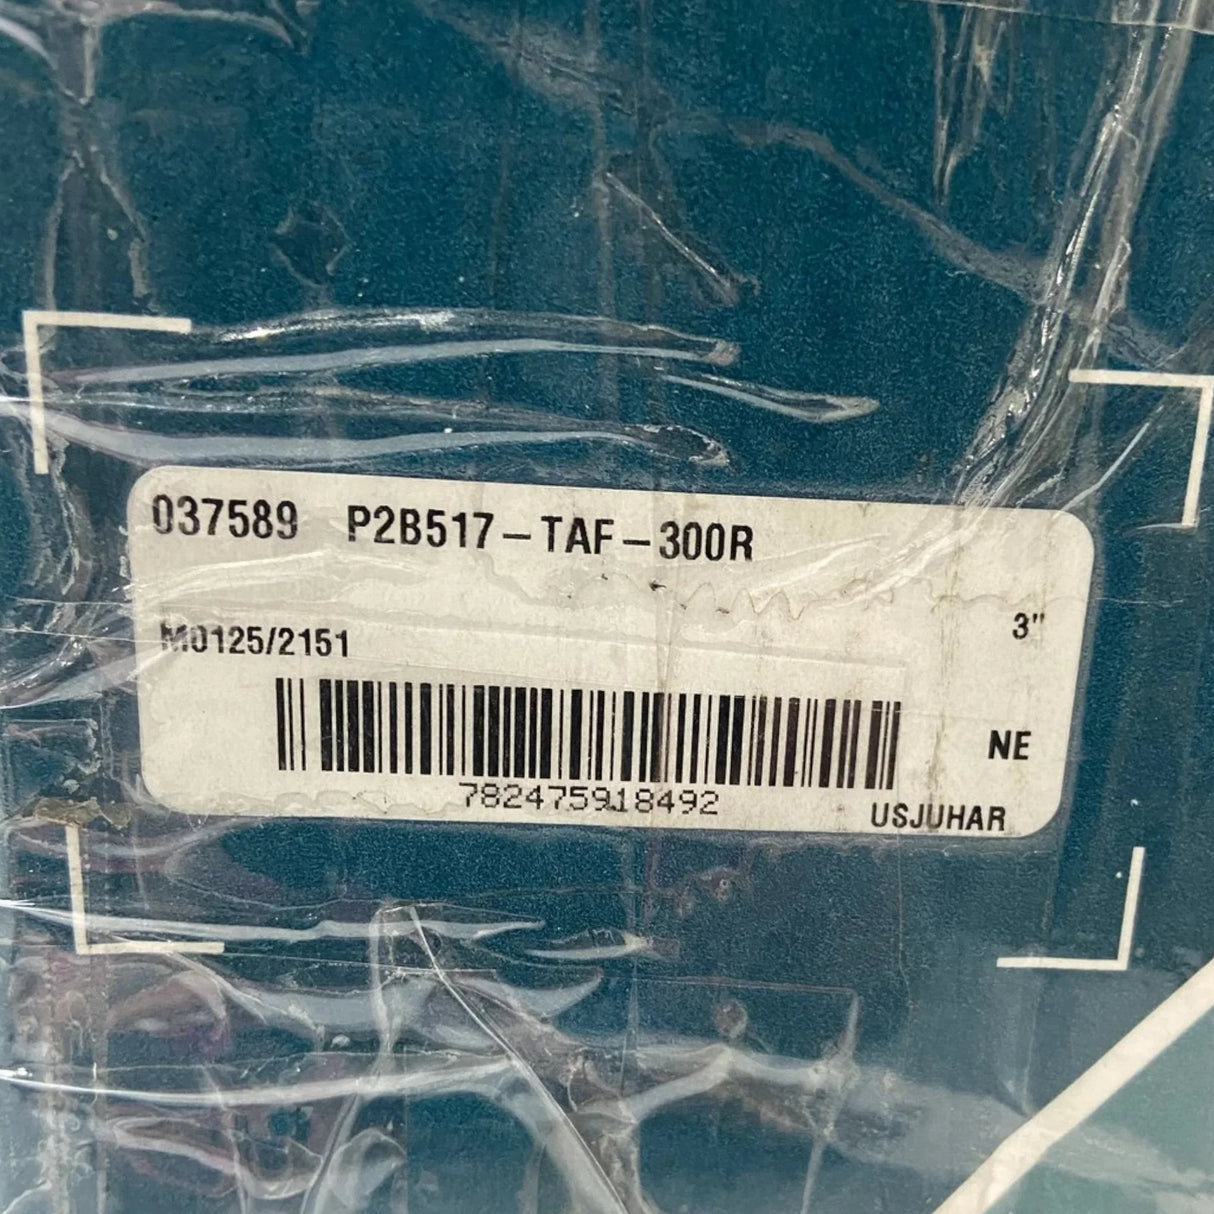 037589 P2B517-TAF-300R
3"
M0125/2151
NE
782475918492
USJUHAR